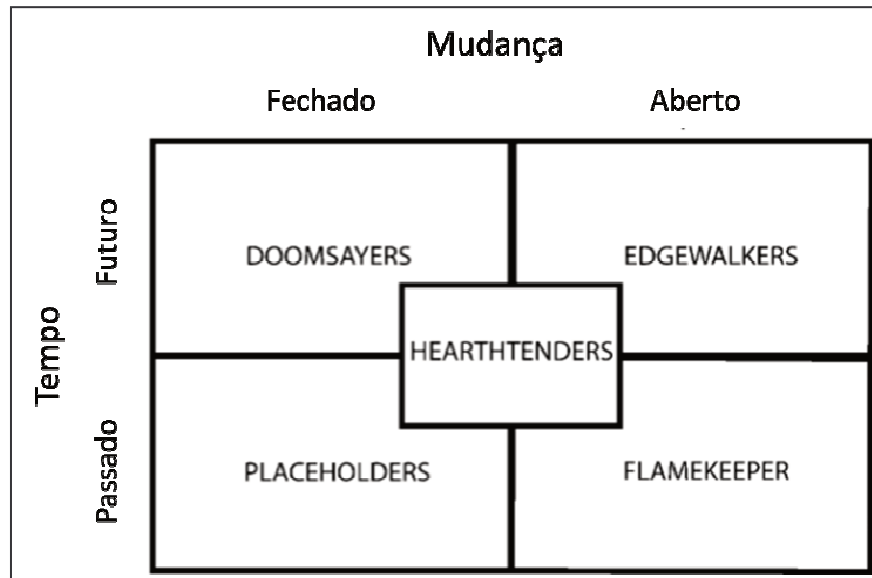 Mudança
Fechado
Aberto
Tempo
Futuro
DOOMSAYERS
EDGEWALKERS
HEARTHTENDERS
Passado
PLACEHOLDERS
FLAMEKEEPER